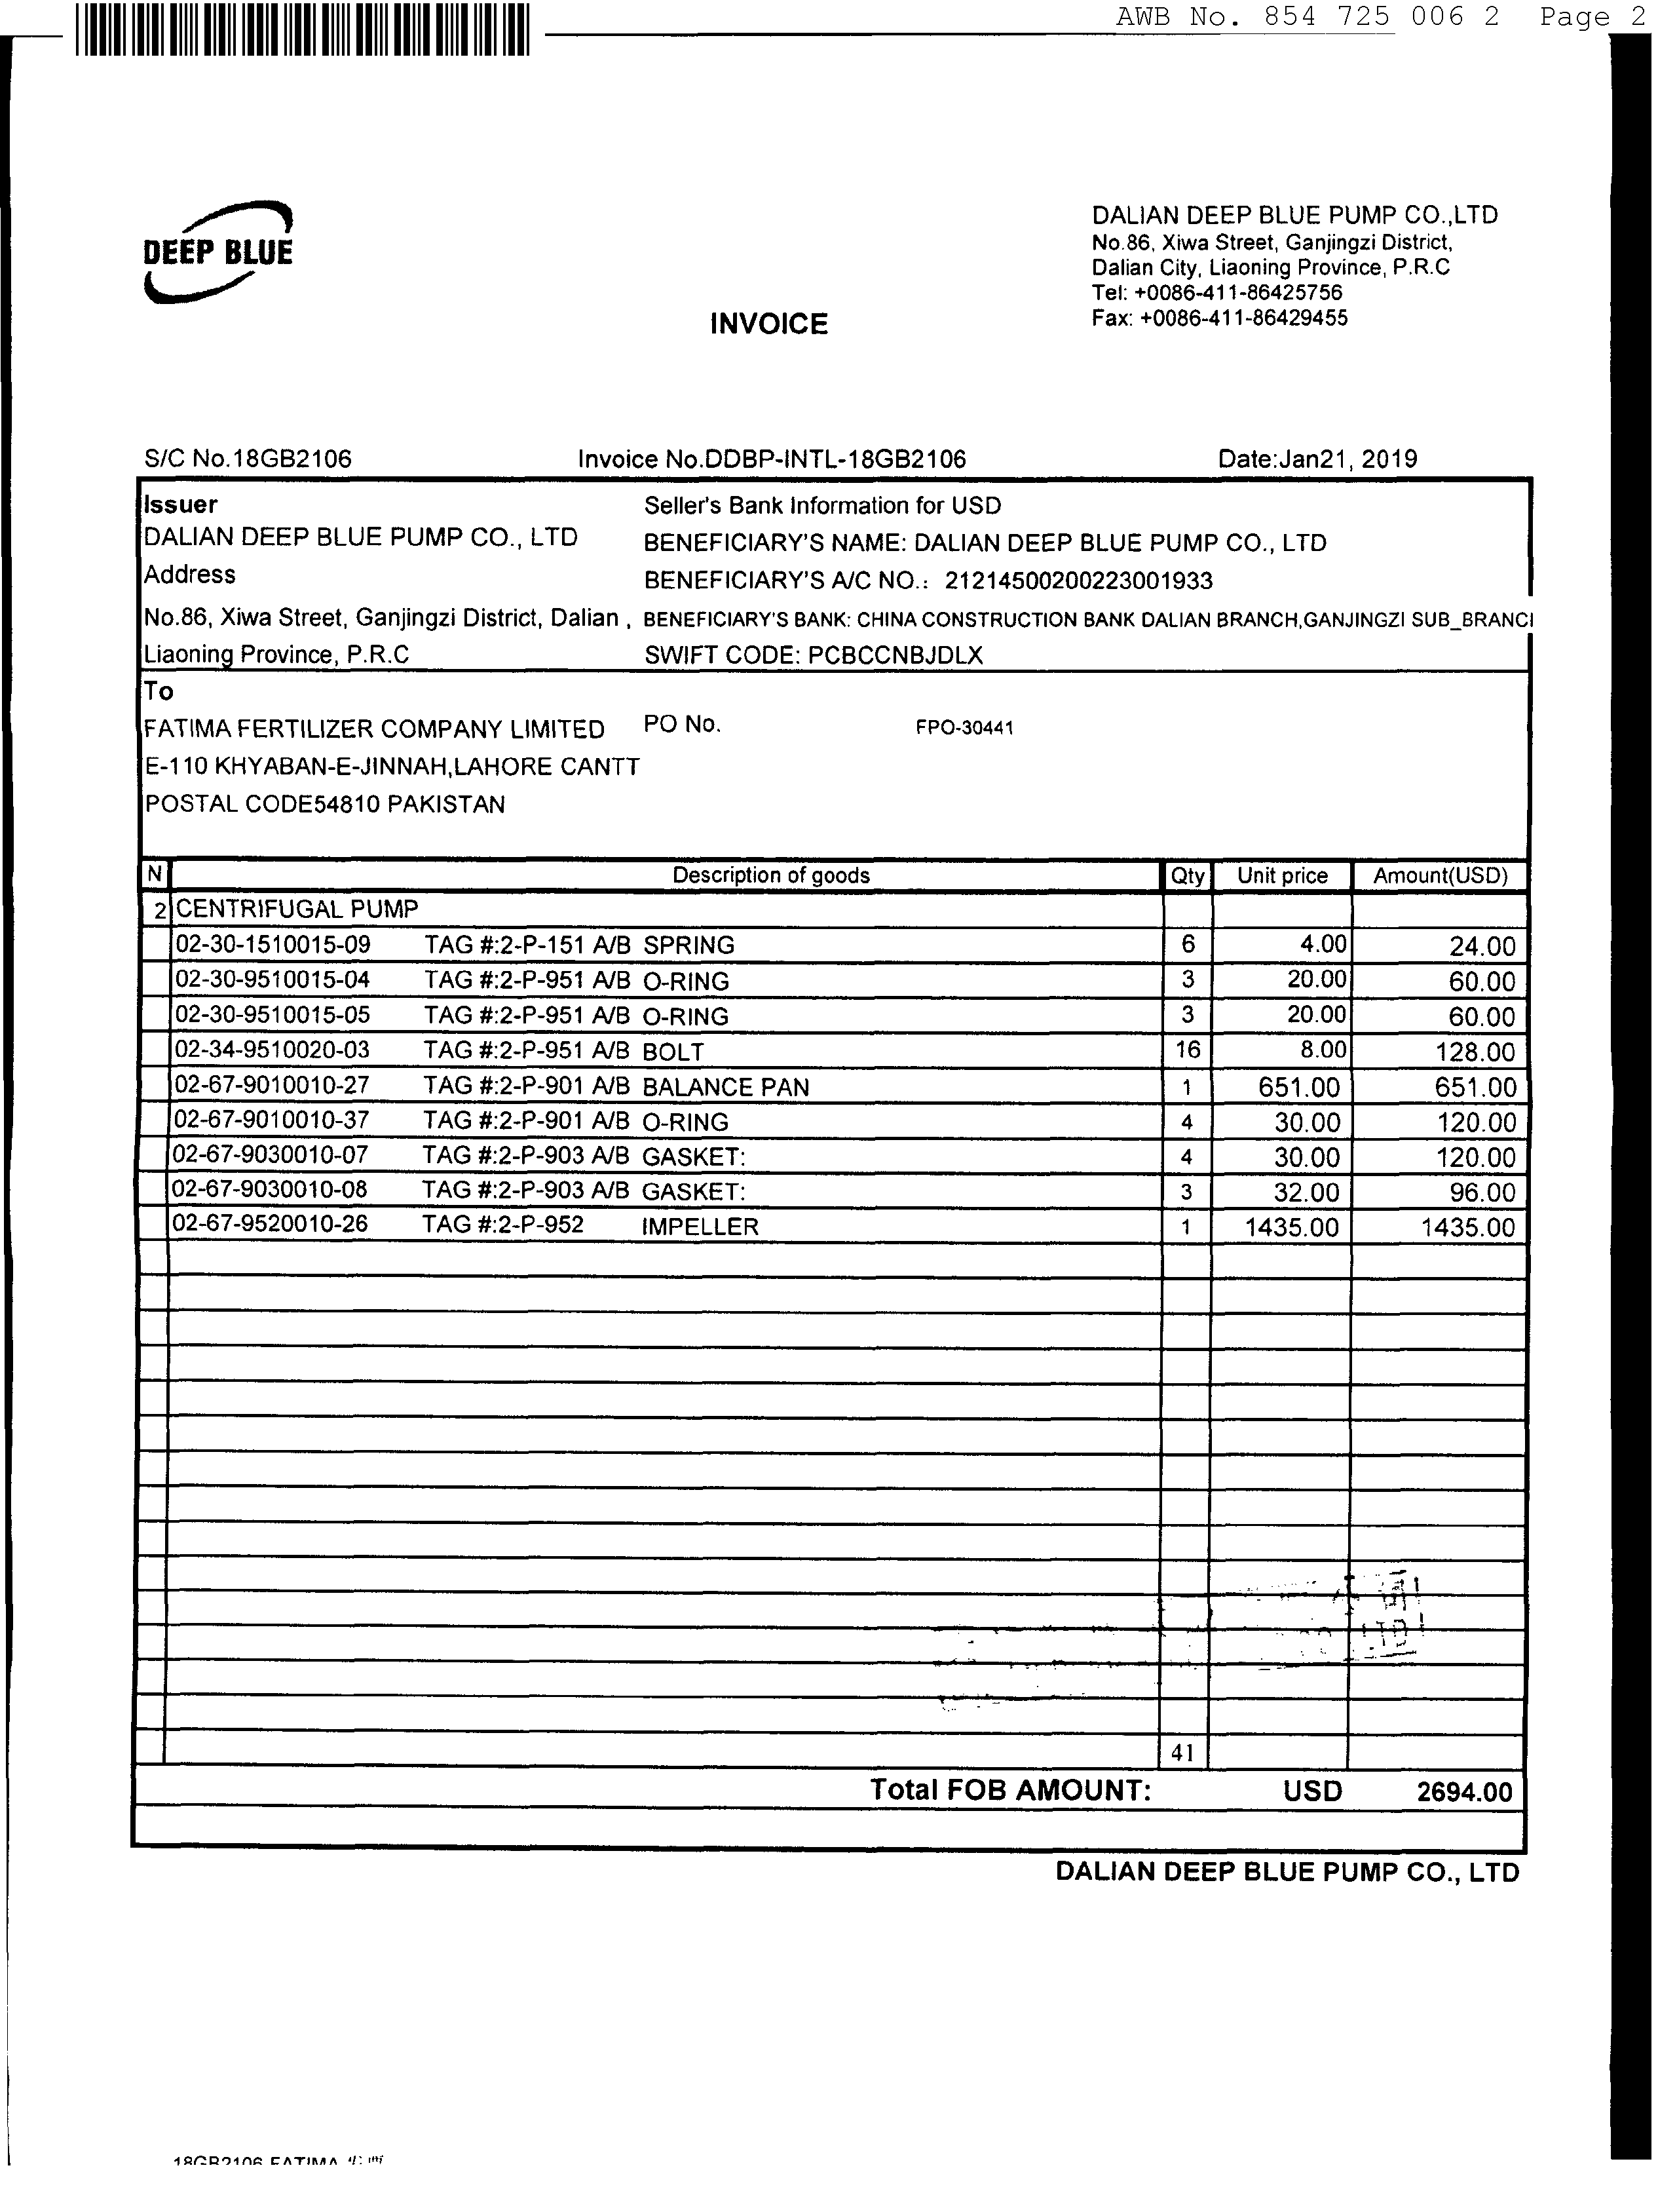 AWB No. 854 725 006 2 Page 2
DEEP BLUE
DALIAN DEEP BLUE PUMP CO.,LTD
No.86, Xiwa Street, Ganjingzi District,
Dalian City, Liaoning Province, P.R.C
Tel: +0086-411-86425756
Fax: +0086-411-86429455
INVOICE
S/C No.18GB2106 Invoice No.DDBP-INTL-18GB2106 Date:Jan21, 2019
Issuer Seller's Bank Information for USD
DALIAN DEEP BLUE PUMP CO., LTD BENEFICIARY'S NAME: DALIAN DEEP BLUE PUMP CO., LTD
Address BENEFICIARY'S A/C NO.: 21214500200223001933
No.86, Xiwa Street, Ganjingzi District, Dalian , BENEFICIARY'S BANK: CHINA CONSTRUCTION BANK DALIAN BRANCH,GANJINGZI SUB_BRANC
Liaoning Province, P.R.C SWIFT CODE: PCBCCNBJDLX
To
FATIMA FERTILIZER COMPANY LIMITED PO No. FPO-30441
E-110 KHYABAN-E-JINNAH,LAHORE CANTT
POSTAL CODE54810 PAKISTAN
N Description of goods Qty Unit price Amount(USD)
2 CENTRIFUGAL PUMP
02-30-1510015-09 TAG #:2-P-151 A/B SPRING 6 4.00 24.00
02-30-9510015-04 TAG #:2-P-951 A/B O-RING 3 20.00 60.00
02-30-9510015-05 TAG #:2-P-951 A/B O-RING 3 20.00 60.00
02-34-9510020-03 TAG #:2-P-951 A/B BOLT 16 8.00 128.00
02-67-9010010-27 TAG #:2-P-901 A/B BALANCE PAN 1 651.00 651.00
02-67-9010010-37 TAG #:2-P-901 A/B O-RING 4 30.00 120.00
02-67-9030010-07 TAG #:2-P-903 A/B GASKET: 4 30.00 120.00
02-67-9030010-08 TAG #:2-P-903 A/B GASKET: 3 32.00 96.00
02-67-9520010-26 TAG #:2-P-952 IMPELLER 1 1435.00 1435.00
41
Total FOB AMOUNT: USD 2694.00
DALIAN DEEP BLUE PUMP CO., LTD
18GB2106 FATIMA